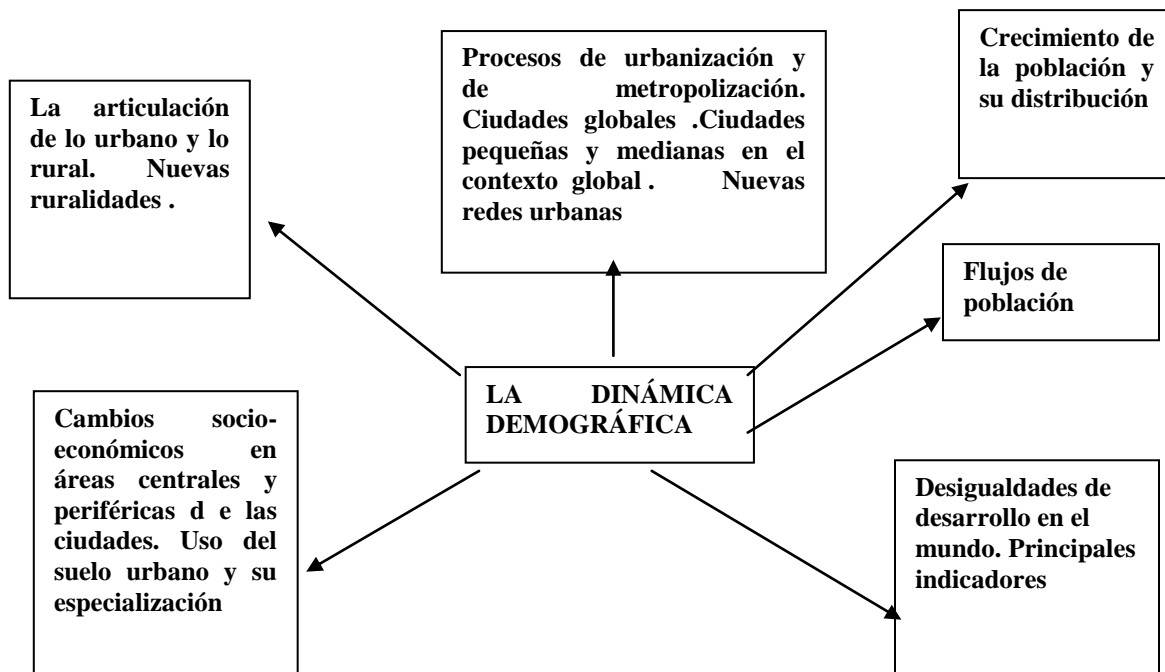 La articulación
de lo urbano y lo
rural. Nuevas
ruralidades .
Procesos de urbanización y
de metropolización.
Ciudades globales .Ciudades
pequeñas y medianas en el
contexto global . Nuevas
redes urbanas
Crecimiento de
la población y
su distribución
Flujos de
población
LA DINÁMICA
DEMOGRÁFICA
Cambios socio-
económicos en
áreas centrales y
periféricas d e las
ciudades. Uso del
suelo urbano y su
especialización
Desigualdades de
desarrollo en el
mundo. Principales
indicadores